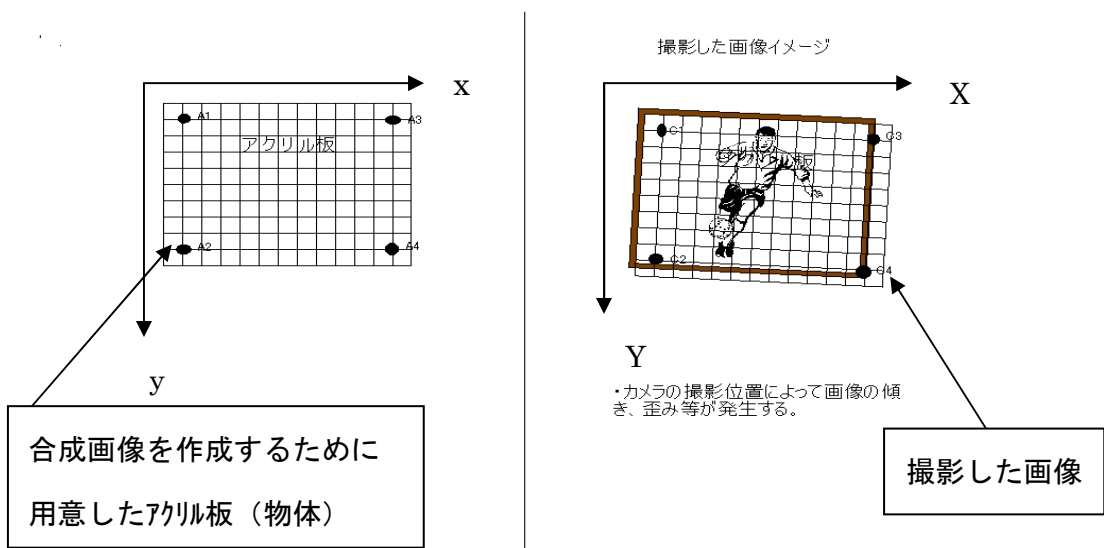 x
A1
A3
アクリル板
A2
A4
y
合成画像を作成するために
用意したｱｸﾘﾙ板（物体）
撮影した画像イメージ
X
C1
C3
板
C2
C4
Y
・カメラの撮影位置によって画像の傾
き、歪み等が発生する。
撮影した画像